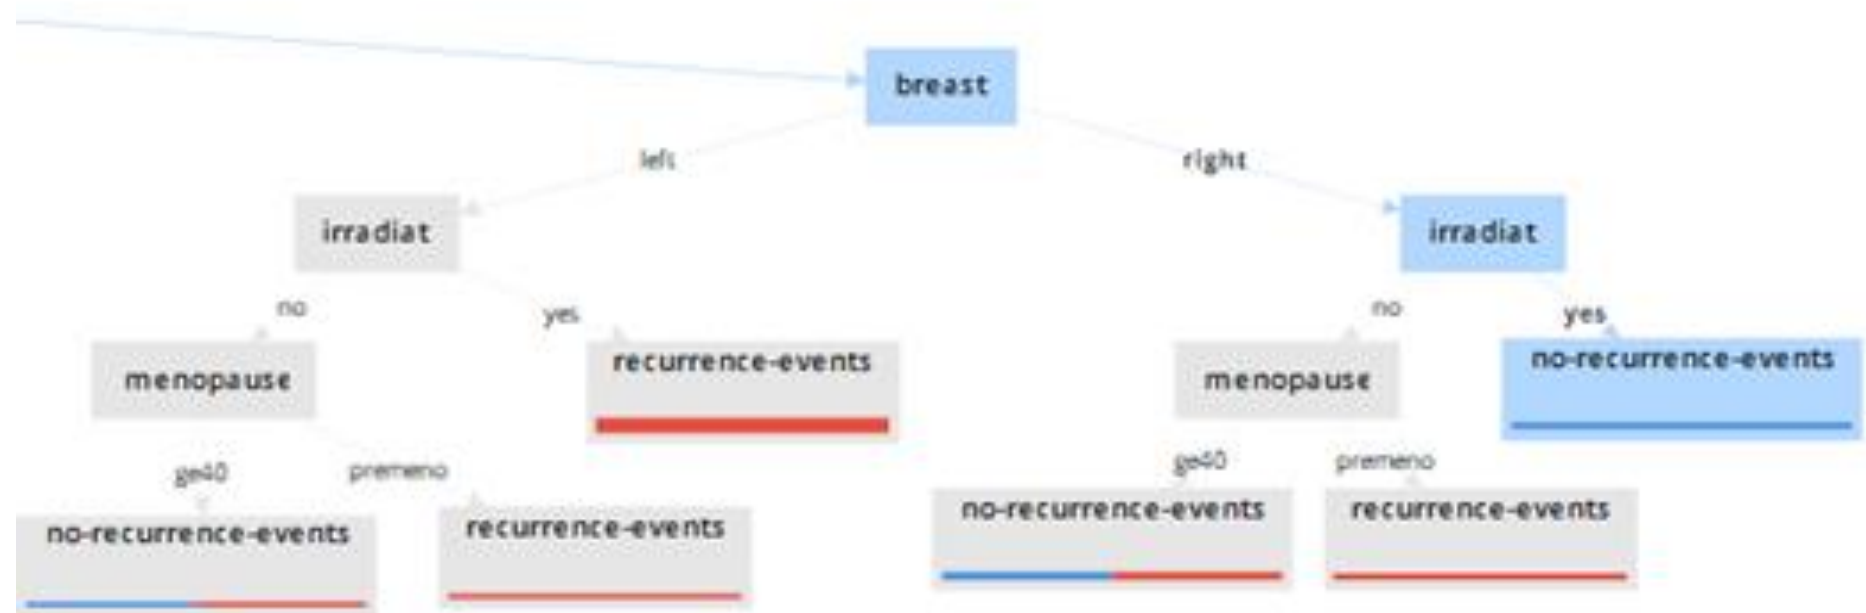 breast
left
right
irradiat
irradiat
no
yes
no
yes
menopause
recurrence-events
menopause
no-recurrence-events
ge40
premeno
ge40
premeno
no-recurrence-events
recurrence-events
no-recurrence-events
recurrence-events